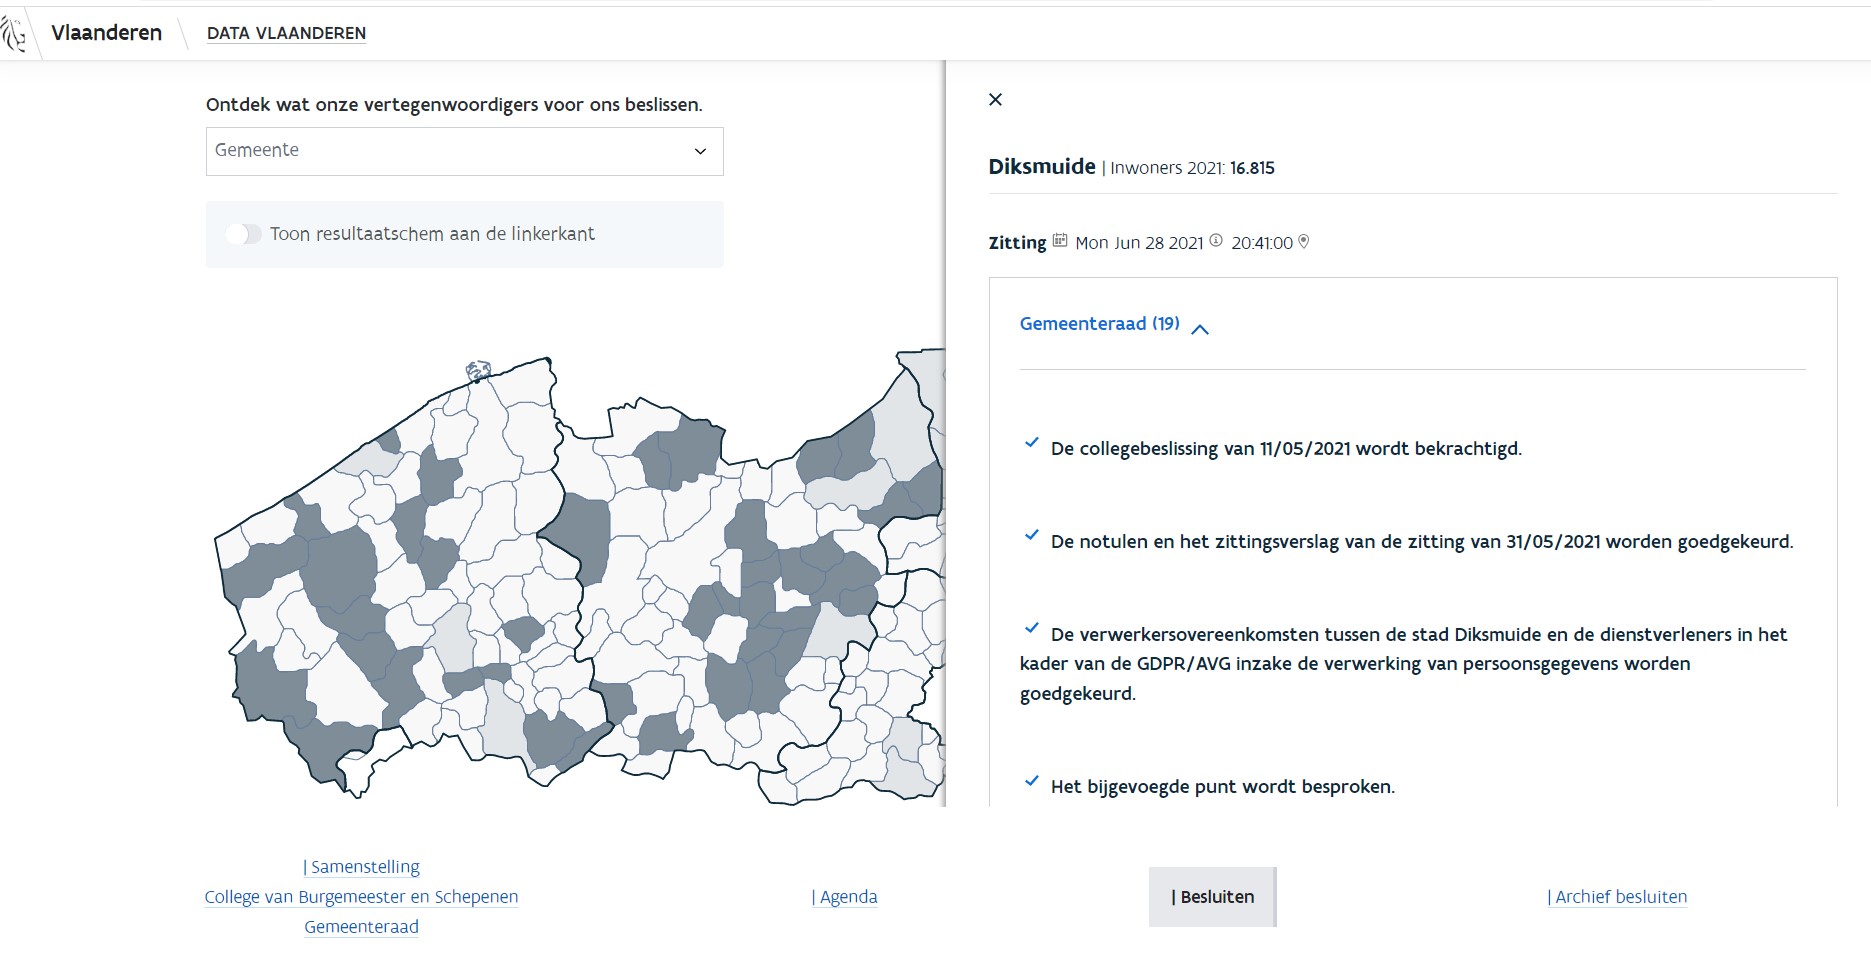 Vlaanderen
DATA VLAANDEREN
Ontdek wat onze vertegenwoordigers voor ons beslissen.
Gemeente
Toon resultaatschem aan de linkerkant
Diksmuide | Inwoners 2021: 16.815
Zitting Mon Jun 28 2021 20:41:00
Gemeenteraad (19)
De collegebeslissing van 11/05/2021 wordt bekrachtigd.
De notulen en het zittingsverslag van de zitting van 31/05/2021 worden goedgekeurd.
De verwerkersovereenkomsten tussen de stad Diksmuide en de dienstverleners in het
kader van de GDPR/AVG inzake de verwerking van persoonsgegevens worden
goedgekeurd.
Het bijgevoegde punt wordt besproken.
| Samenstelling
College van Burgemeester en Schepenen
Gemeenteraad
| Agenda
| Besluiten
| Archief besluiten